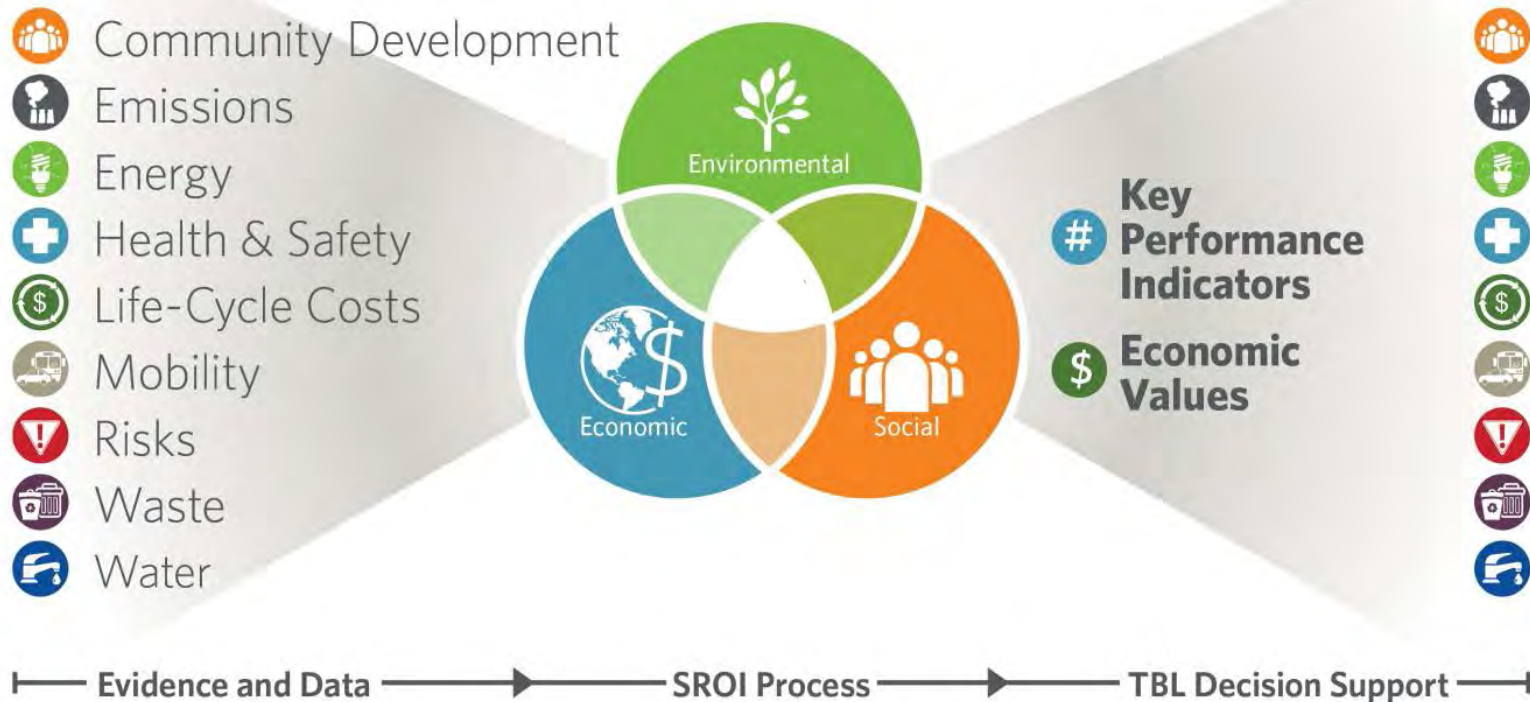 Community Development
Emissions
Energy
Health & Safety
Life-Cycle Costs
Mobility
Risks
Waste
Water
Environmental
Economic
Social
$
# Key
Performance
Indicators
$ Economic
Values
Evidence and Data
SROI Process
TBL Decision Support